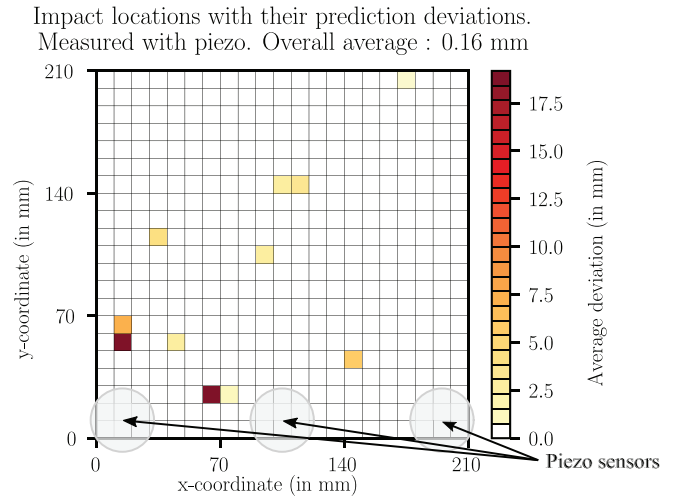 Impact locations with their prediction deviations.
Measured with piezo. Overall average : 0.16 mm
210
140
70
0
y-coordinate (in mm)
0
70
140
210
x-coordinate (in mm)
17.5
15.0
12.5
10.0
7.5
5.0
2.5
0.0
Average deviation (in mm)
Piezo sensors